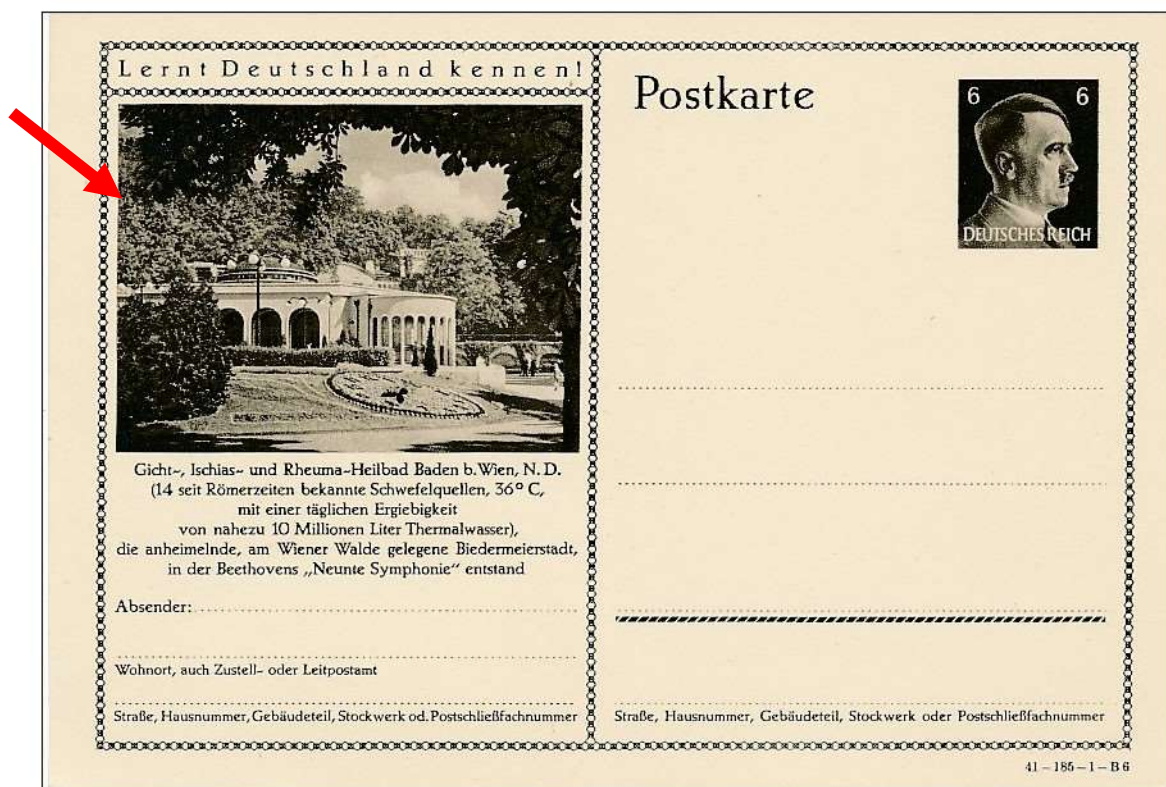 Lernt Deutschland kennen!
Gicht-, Ischias- und Rheuma-Heilbad Baden b. Wien, N. D.
(14 seit Römerzeiten bekannte Schwefelquellen, 36° C,
mit einer täglichen Ergiebigkeit
von nahezu 10 Millionen Liter Thermalwasser),
die anheimelnde, am Wiener Walde gelegene Biedermeierstadt,
in der Beethovens „Neunte Symphonie“ entstand
Absender:
Wohnort, auch Zustell- oder Leitpostamt
Straße, Hausnummer, Gebäudeteil, Stockwerk od. Postschließfachnummer
Postkarte
6 6
DEUTSCHES REICH
Straße, Hausnummer, Gebäudeteil, Stockwerk oder Postschließfachnummer
41 – 185 – 1 – B 6